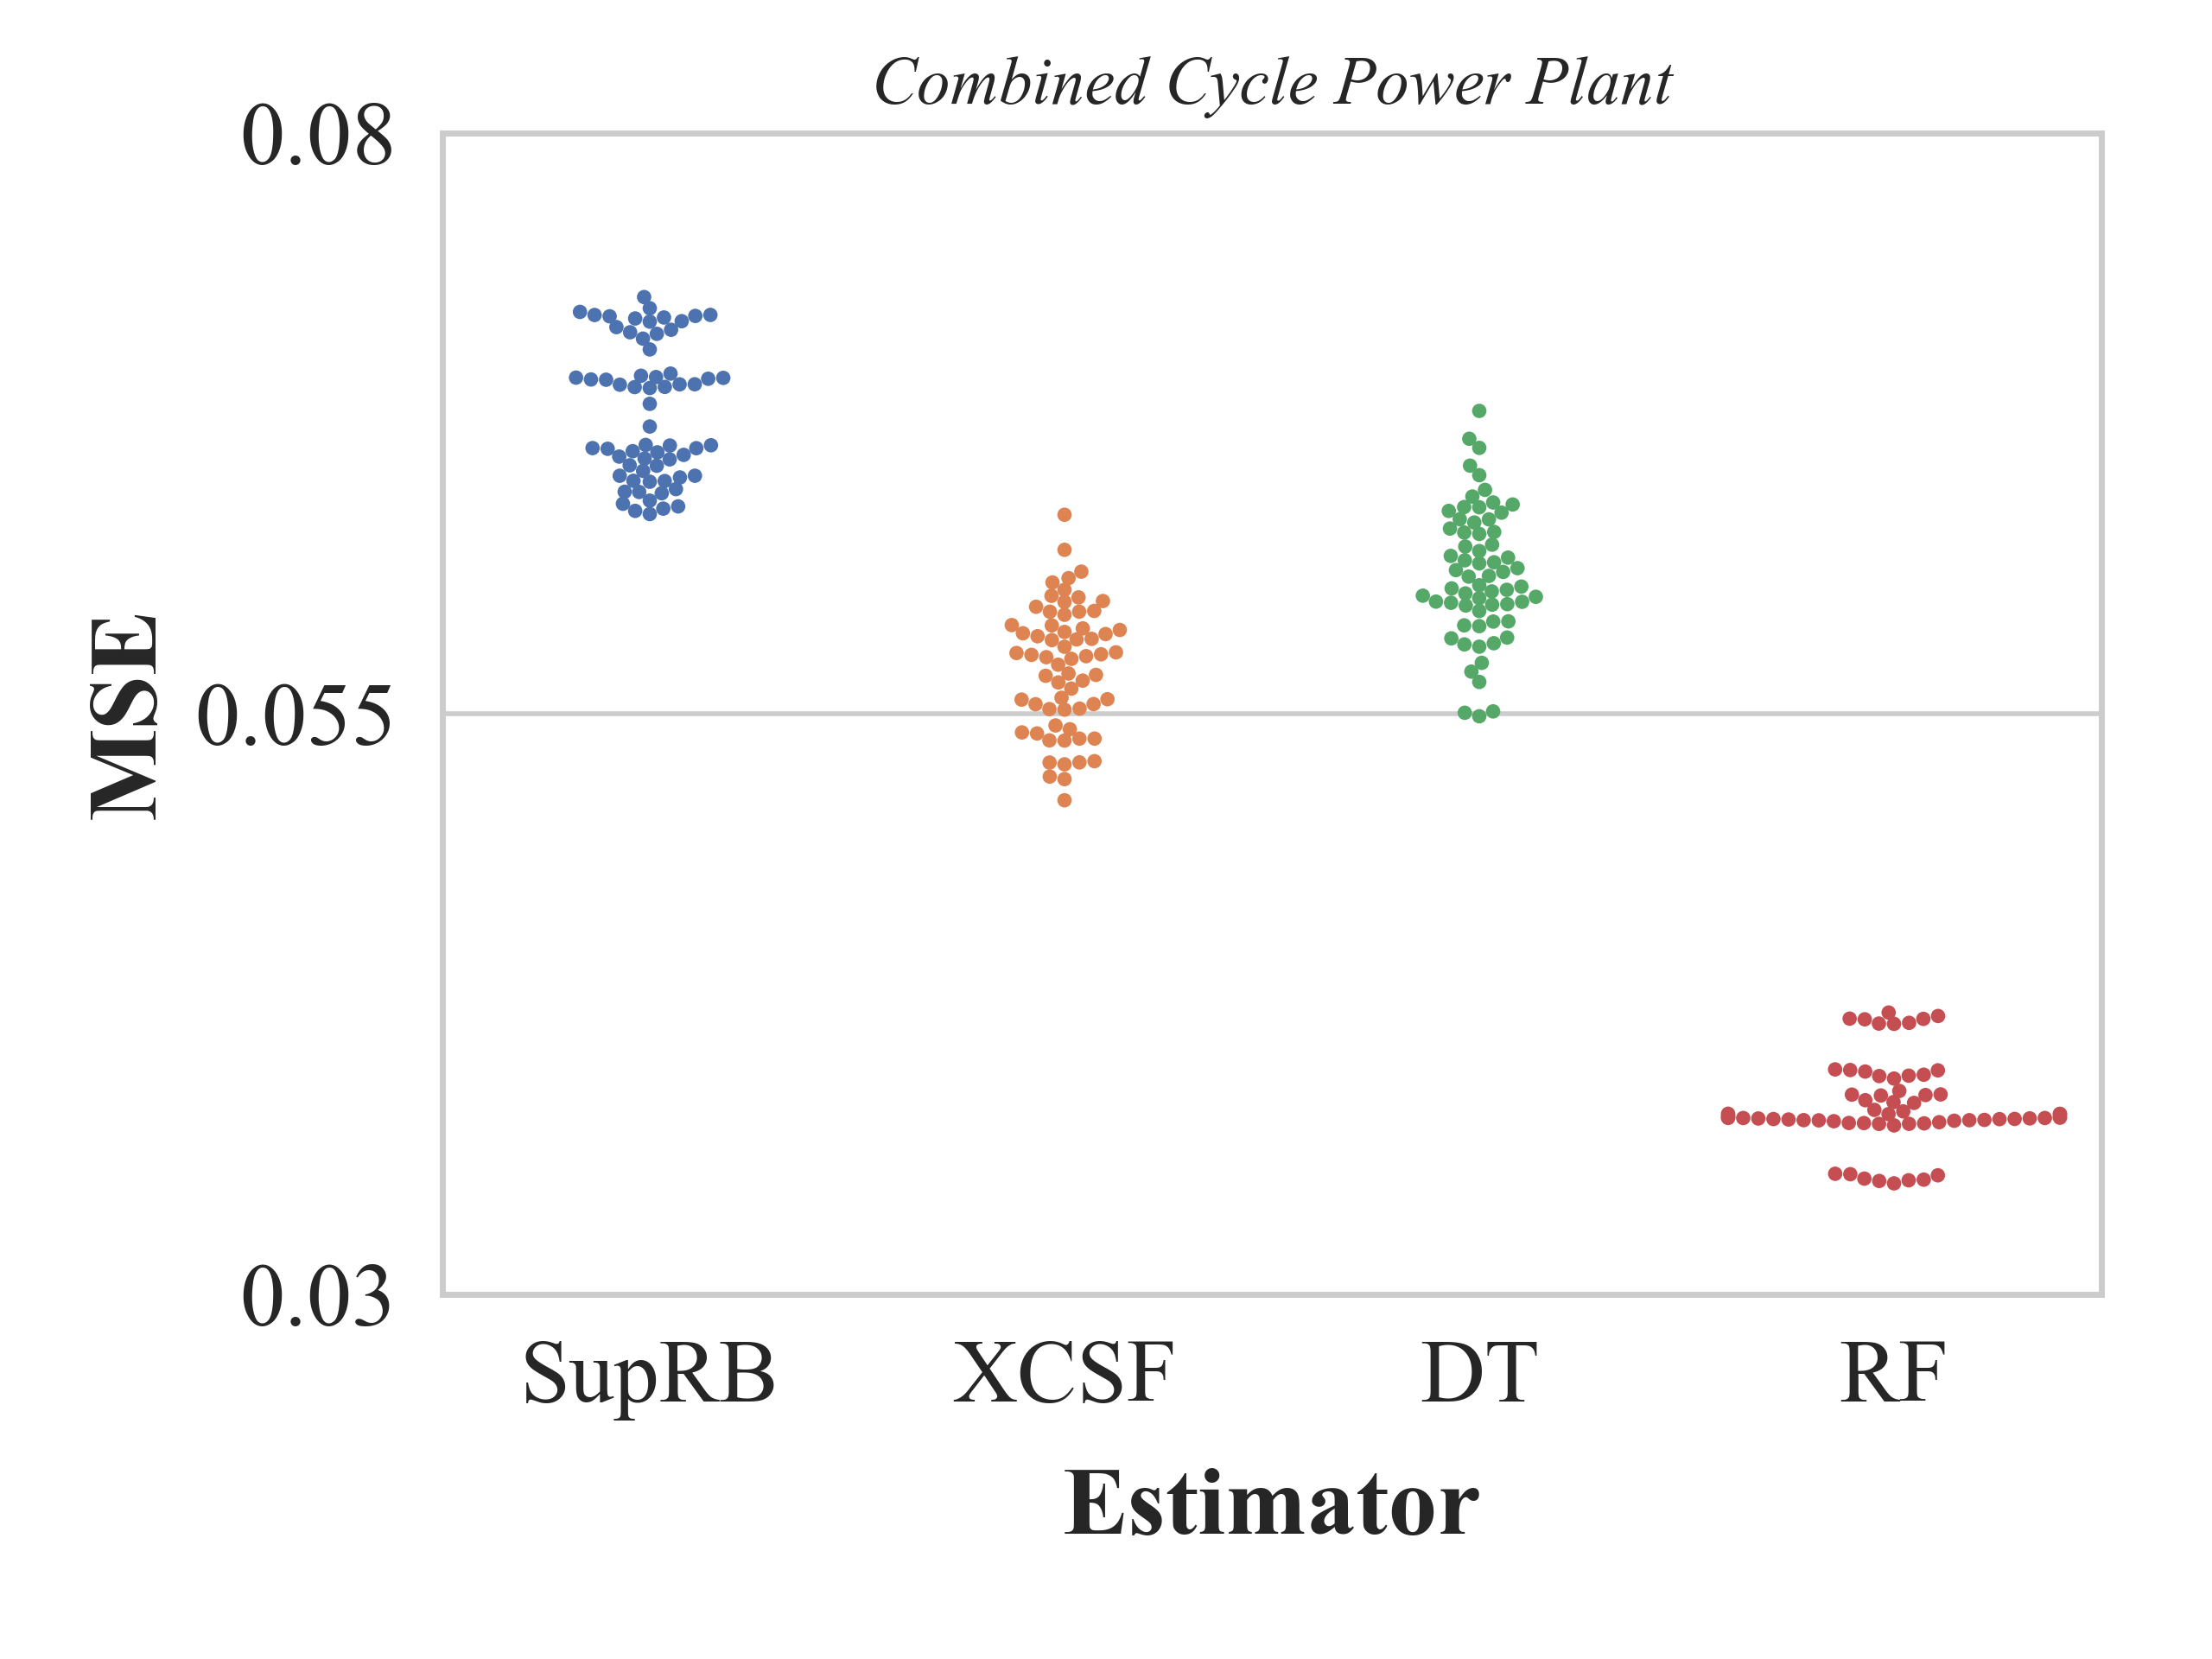 Combined Cycle Power Plant
0.08
0.055
0.03
MSE
SupRB XCSF DT RF
Estimator